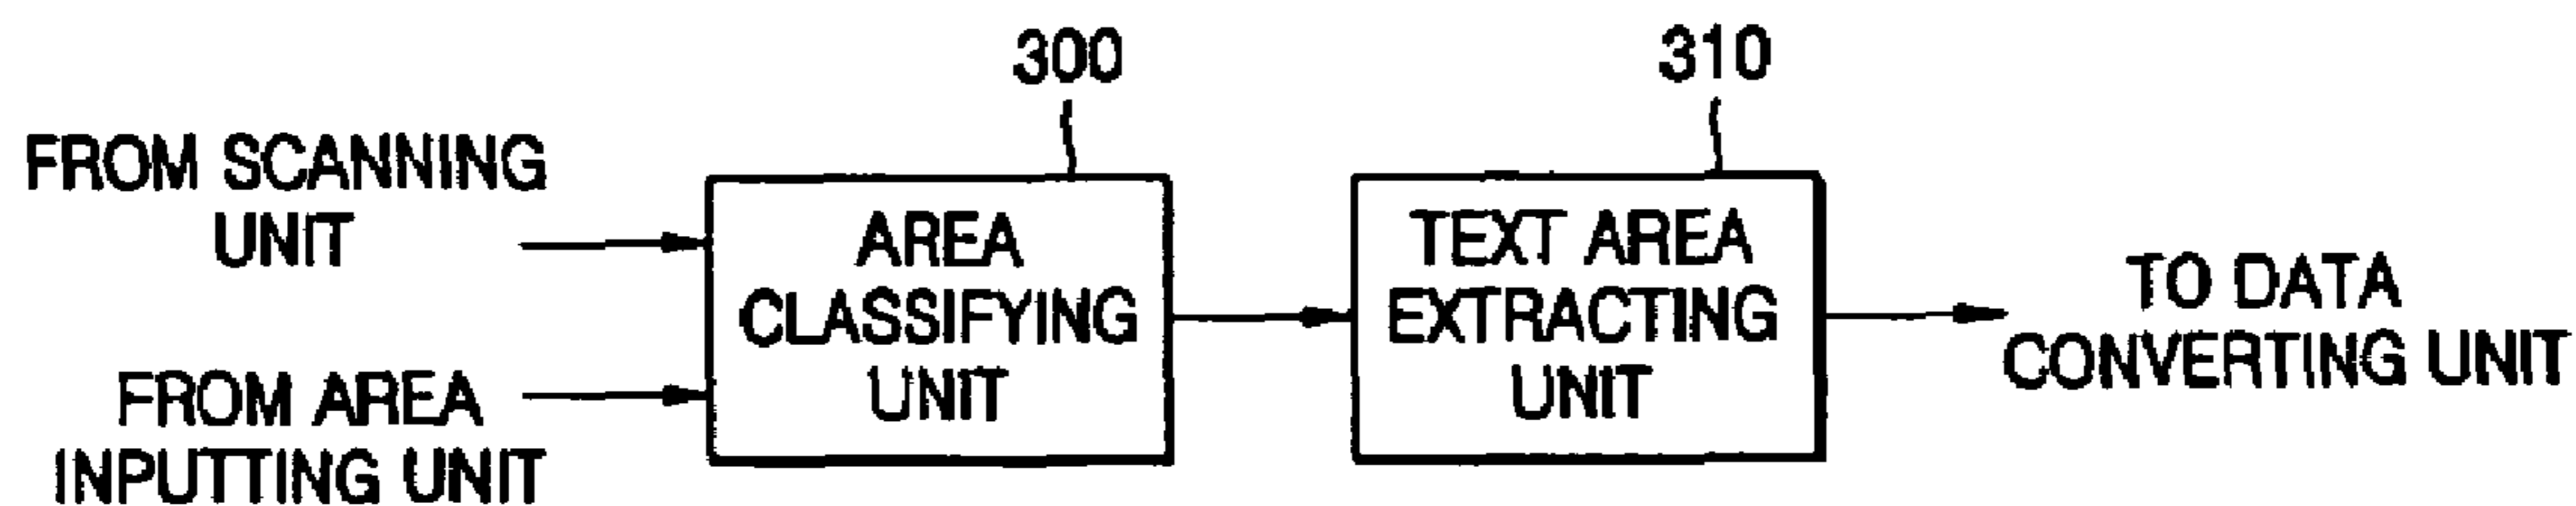 300
310
FROM SCANNING
UNIT
AREA
CLASSIFYING
UNIT
TEXT AREA
EXTRACTING
UNIT
TO DATA
CONVERTING UNIT
FROM AREA
INPUTTING UNIT